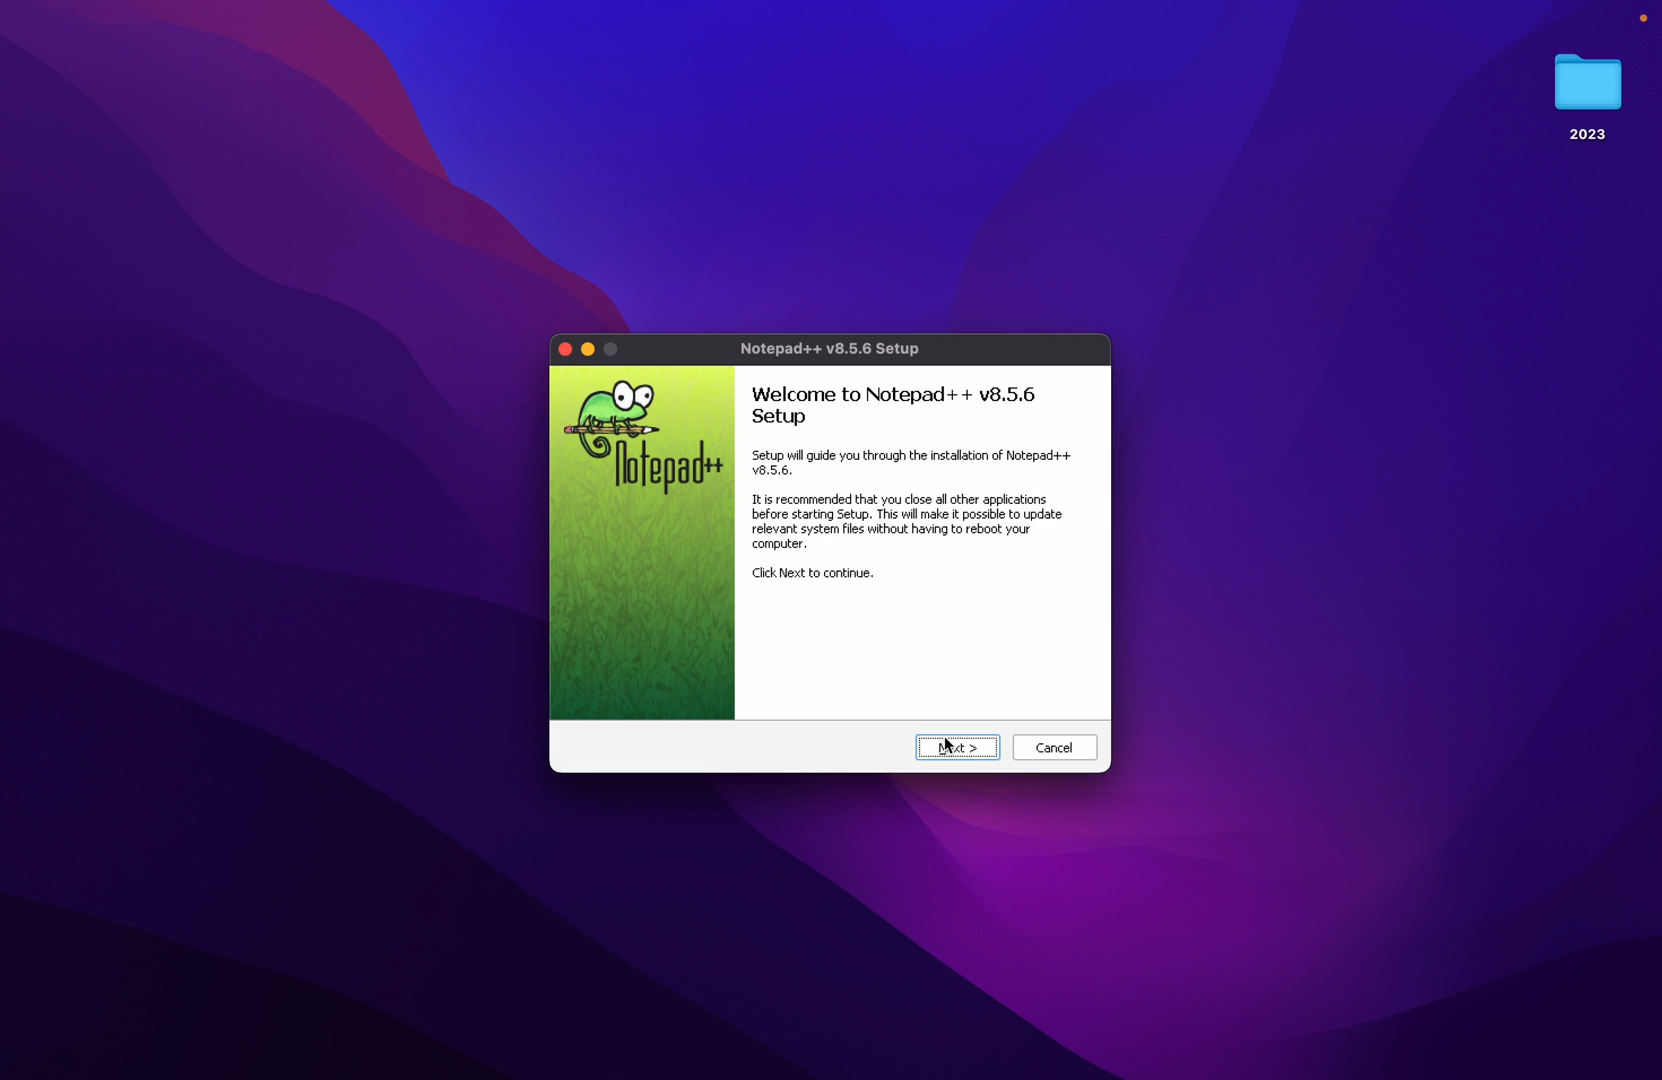 2023
Notepad++ v8.5.6 Setup
Notepad++
Welcome to Notepad++ v8.5.6
Setup
Setup will guide you through the installation of Notepad++
v8.5.6.
It is recommended that you close all other applications
before starting Setup. This will make it possible to update
relevant system files without having to reboot your
computer.
Click Next to continue.
Next >
Cancel